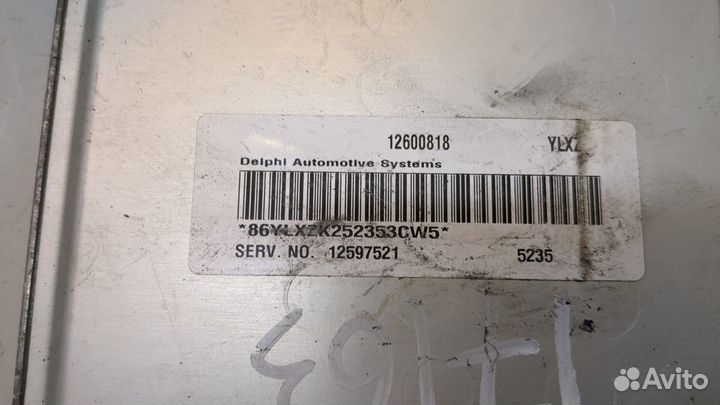 12600818 YLXZ
Delphi Automotive Systems
*86YLXZK252353CW5*
SERV. NO. 12597521 5235
Avito